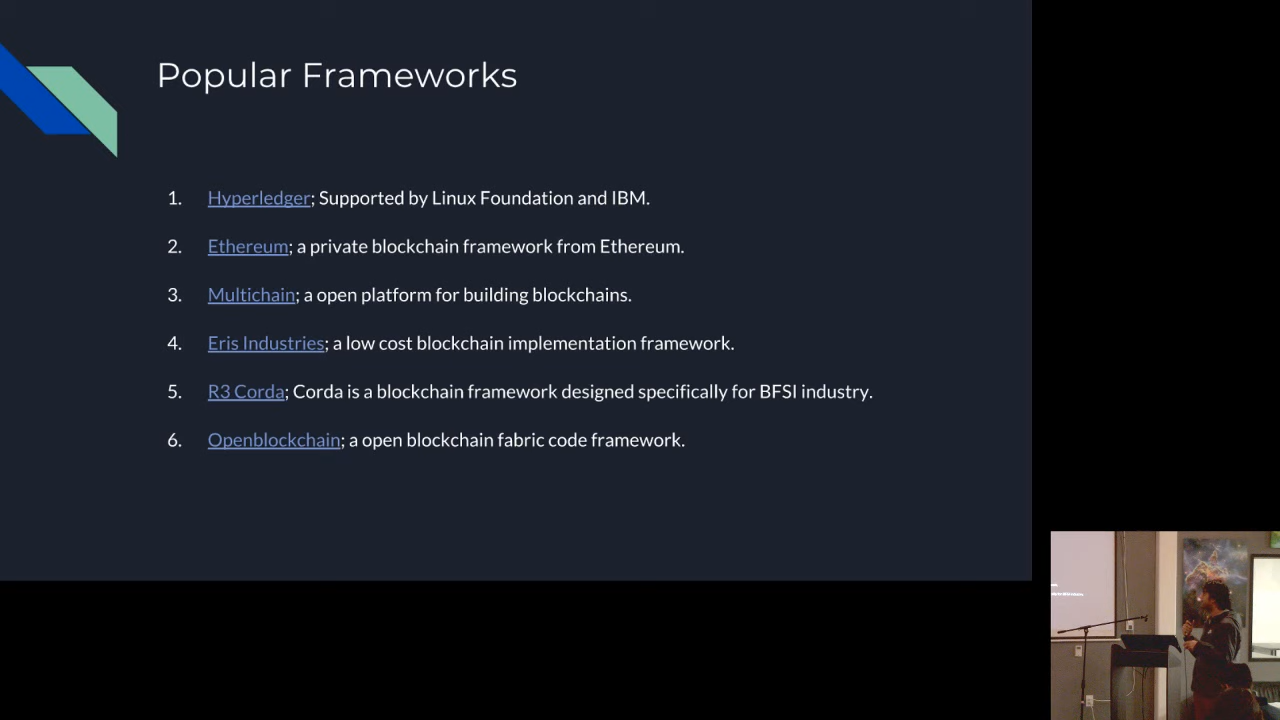 Popular Frameworks
1. Hyperledger; Supported by Linux Foundation and IBM.
2. Ethereum; a private blockchain framework from Ethereum.
3. Multichain; a open platform for building blockchains.
4. Eris Industries; a low cost blockchain implementation framework.
5. R3 Corda; Corda is a blockchain framework designed specifically for BFSI industry.
6. Openblockchain; a open blockchain fabric code framework.